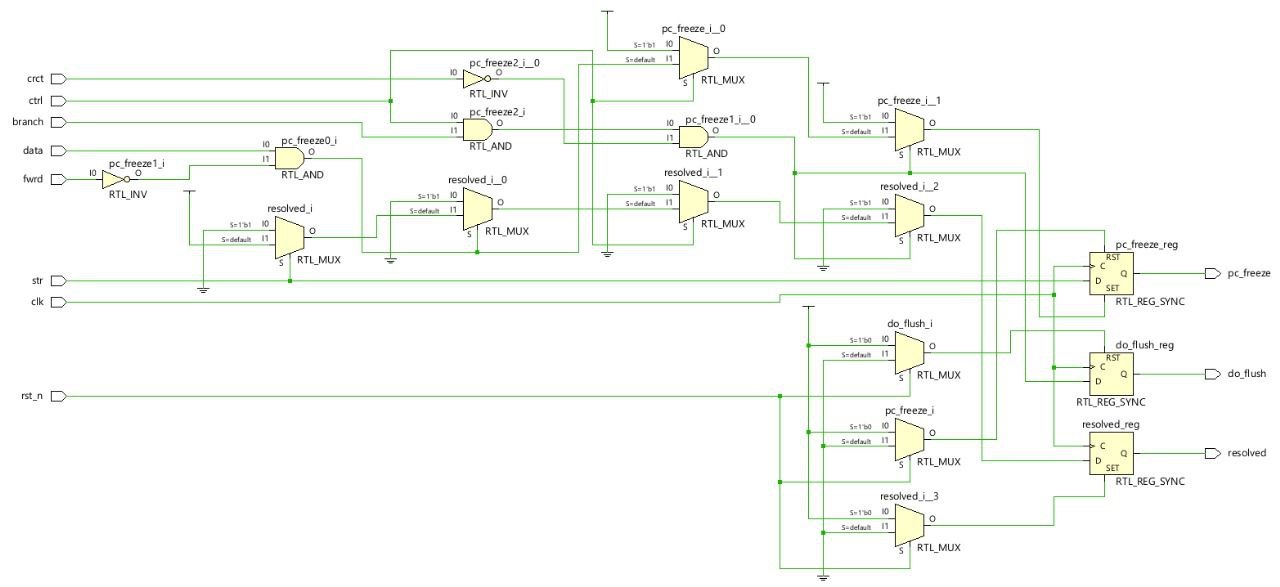 pc_freeze_i__0
S=1'b1 I0
S=default I1 O
S RTL_MUX
crct
pc_freeze2_i__0
I0 O
RTL_INV
ctrl
pc_freeze_i__1
S=1'b1 I0
S=default I1 O
S RTL_MUX
branch
pc_freeze2_i
I0
I1 O
RTL_AND
pc_freeze1_i__0
I0
I1 O
RTL_AND
data
pc_freeze0_i
I0
I1 O
RTL_AND
fwrd
pc_freeze1_i
I0 O
RTL_INV
resolved_i
S=1'b1 I0
S=default I1 O
S RTL_MUX
resolved_i__0
S=1'b1 I0
S=default I1 O
S RTL_MUX
resolved_i__1
S=1'b1 I0
S=default I1 O
S RTL_MUX
resolved_i__2
S=1'b1 I0
S=default I1 O
S RTL_MUX
str
clk
pc_freeze_reg
RST
C
D Q
SET
RTL_REG_SYNC
pc_freeze
do_flush_i
S=1'b0 I0
S=default I1 O
S RTL_MUX
do_flush_reg
RST
C Q
D
RTL_REG_SYNC
do_flush
rst_n
pc_freeze_i
S=1'b0 I0
S=default I1 O
S RTL_MUX
resolved_reg
C Q
D
SET
RTL_REG_SYNC
resolved
resolved_i__3
S=1'b0 I0
S=default I1 O
S RTL_MUX